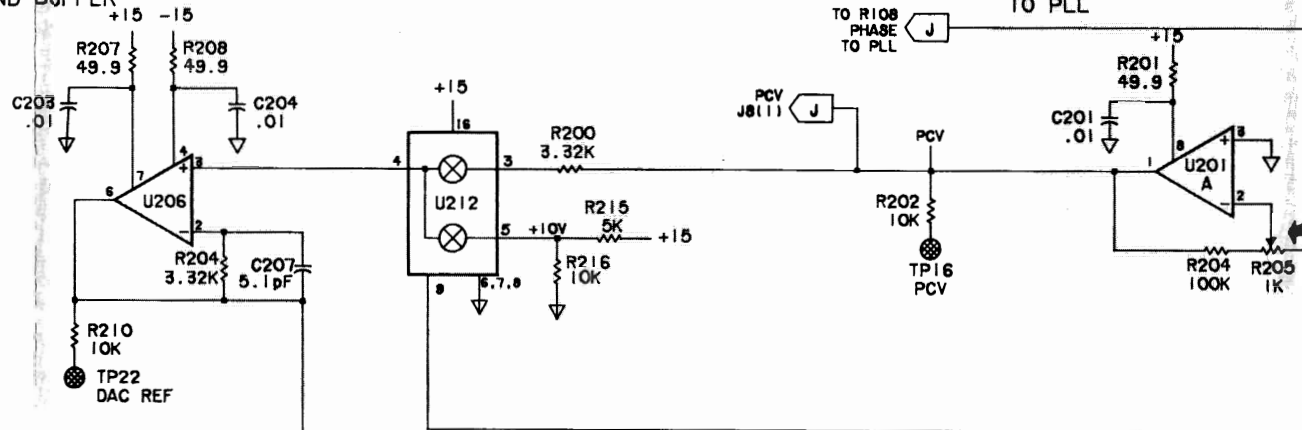 +15 -15
R207
49.9
R208
49.9
C203
.01
C204
.01
4
7
3
+
6
U206
-
2
R204
3.32K
C207
5.1pF
R210
10K
TP22
DAC REF
+15
16
4
3
U212
5
9
6,7,8
R200
3.32K
+10V
R215
5K
+15
R216
10K
PCV
J8(1)
J
PCV
R202
10K
TP16
PCV
TO R108
PHASE
TO PLL
J
TO PLL
+15
R201
49.9
C201
.01
8
3
+
1
U201
A
-
2
R204
100K
R205
1K